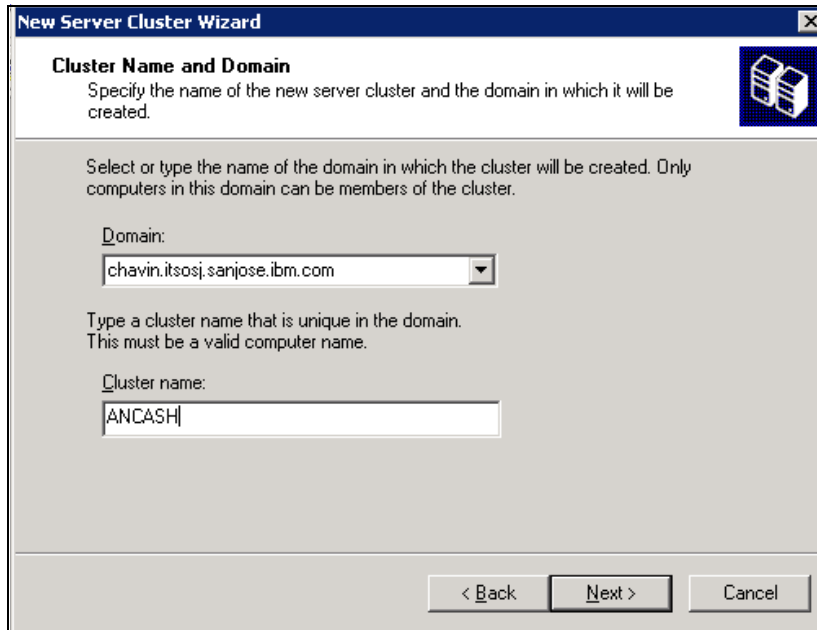 New Server Cluster Wizard
Cluster Name and Domain
Specify the name of the new server cluster and the domain in which it will be
created.
Select or type the name of the domain in which the cluster will be created. Only
computers in this domain can be members of the cluster.
Domain:
chavin.itsosj.sanjose.ibm.com
Type a cluster name that is unique in the domain.
This must be a valid computer name.
Cluster name:
ANCASH
< Back Next > Cancel